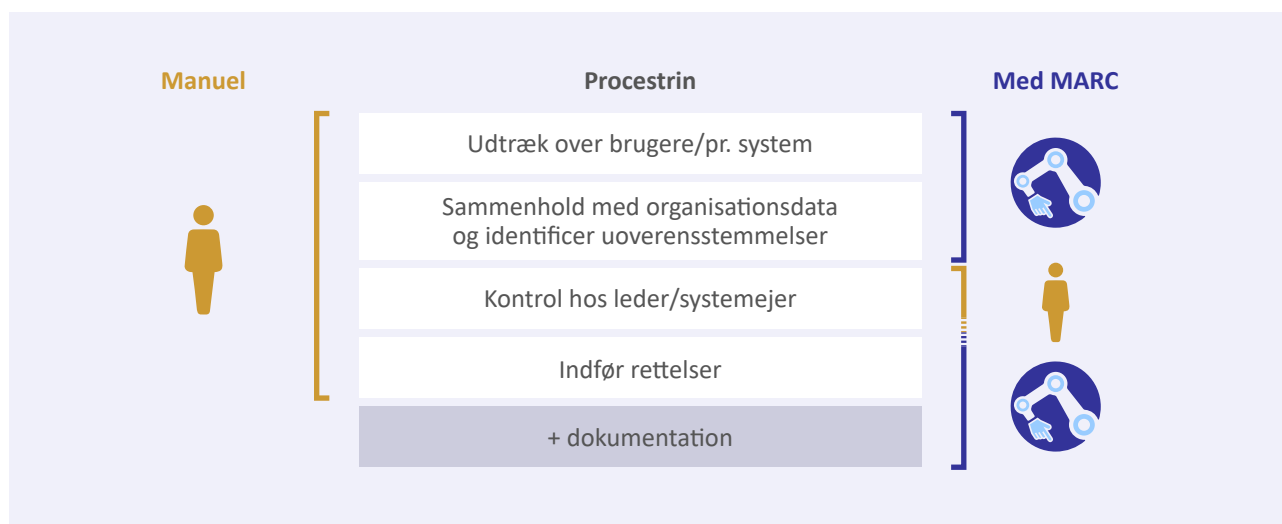 Manuel
Procestrin
Med MARC
Udtræk over brugere/pr. system
Sammenhold med organisationsdata
og identificer uoverensstemmelser
Kontrol hos leder/systemejer
Indfør rettelser
+ dokumentation